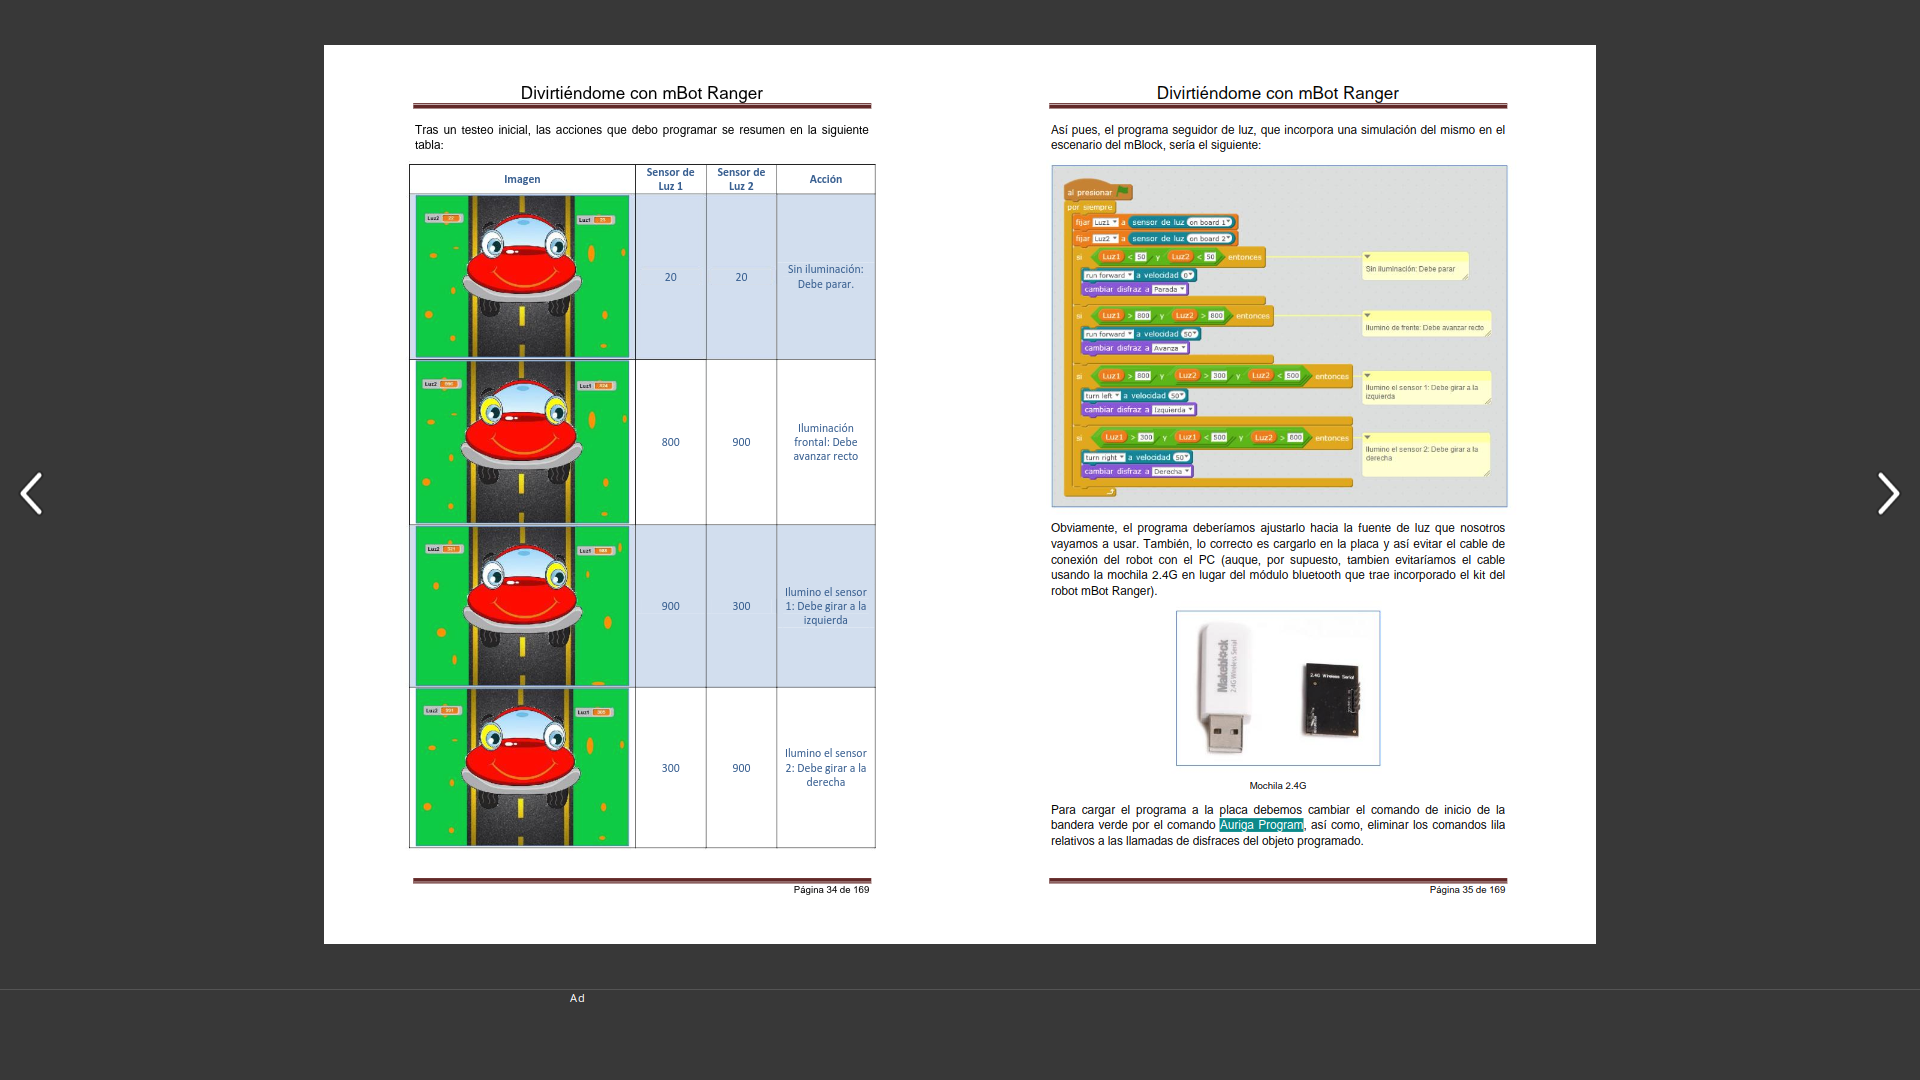 Divirtiéndome con mBot Ranger
Tras un testeo inicial, las acciones que debo programar se resumen en la siguiente
tabla:
Imagen
Sensor de
Luz 1
Sensor de
Luz 2
Acción
Luz2
Luz1
20
20
Sin iluminación:
Debe parar.
Luz2
Luz1
800
900
Iluminación
frontal: Debe
avanzar recto
Luz2
Luz1
900
300
Ilumino el sensor
1: Debe girar a la
izquierda
Luz2
Luz1
300
900
Ilumino el sensor
2: Debe girar a la
derecha
Página 34 de 169
Divirtiéndome con mBot Ranger
Así pues, el programa seguidor de luz, que incorpora una simulación del mismo en el
escenario del mBlock, sería el siguiente:
al presionar
por siempre
fijar Luz1 a sensor de luz on board 1
fijar Luz2 a sensor de luz on board 2
si Luz1 < 50 y Luz2 < 50 entonces
Sin iluminación: Debe parar
run forward a velocidad 0
cambiar disfraz a Parada
si Luz1 > 800 y Luz2 > 800 entonces
Ilumino de frente: Debe avanzar recto
run forward a velocidad 50
cambiar disfraz a Avanza
si Luz1 > 800 y Luz2 > 300 y Luz2 < 500 entonces
Ilumino el sensor 1: Debe girar a la
izquierda
turn left a velocidad 50
cambiar disfraz a Izquierda
si Luz1 > 300 y Luz1 < 500 y Luz2 > 800 entonces
Ilumino el sensor 2: Debe girar a la
derecha
turn right a velocidad 50
cambiar disfraz a Derecha
Obviamente, el programa deberíamos ajustarlo hacia la fuente de luz que nosotros
vayamos a usar. También, lo correcto es cargarlo en la placa y así evitar el cable de
conexión del robot con el PC (auque, por supuesto, tambien evitaríamos el cable
usando la mochila 2.4G en lugar del módulo bluetooth que trae incorporado el kit del
robot mBot Ranger).
Makeblock
2.4G Wireless Serial
2.4G Wireless Serial
Mochila 2.4G
Para cargar el programa a la placa debemos cambiar el comando de inicio de la
bandera verde por el comando Auriga Program, así como, eliminar los comandos lila
relativos a las llamadas de disfraces del objeto programado.
Página 35 de 169
Ad